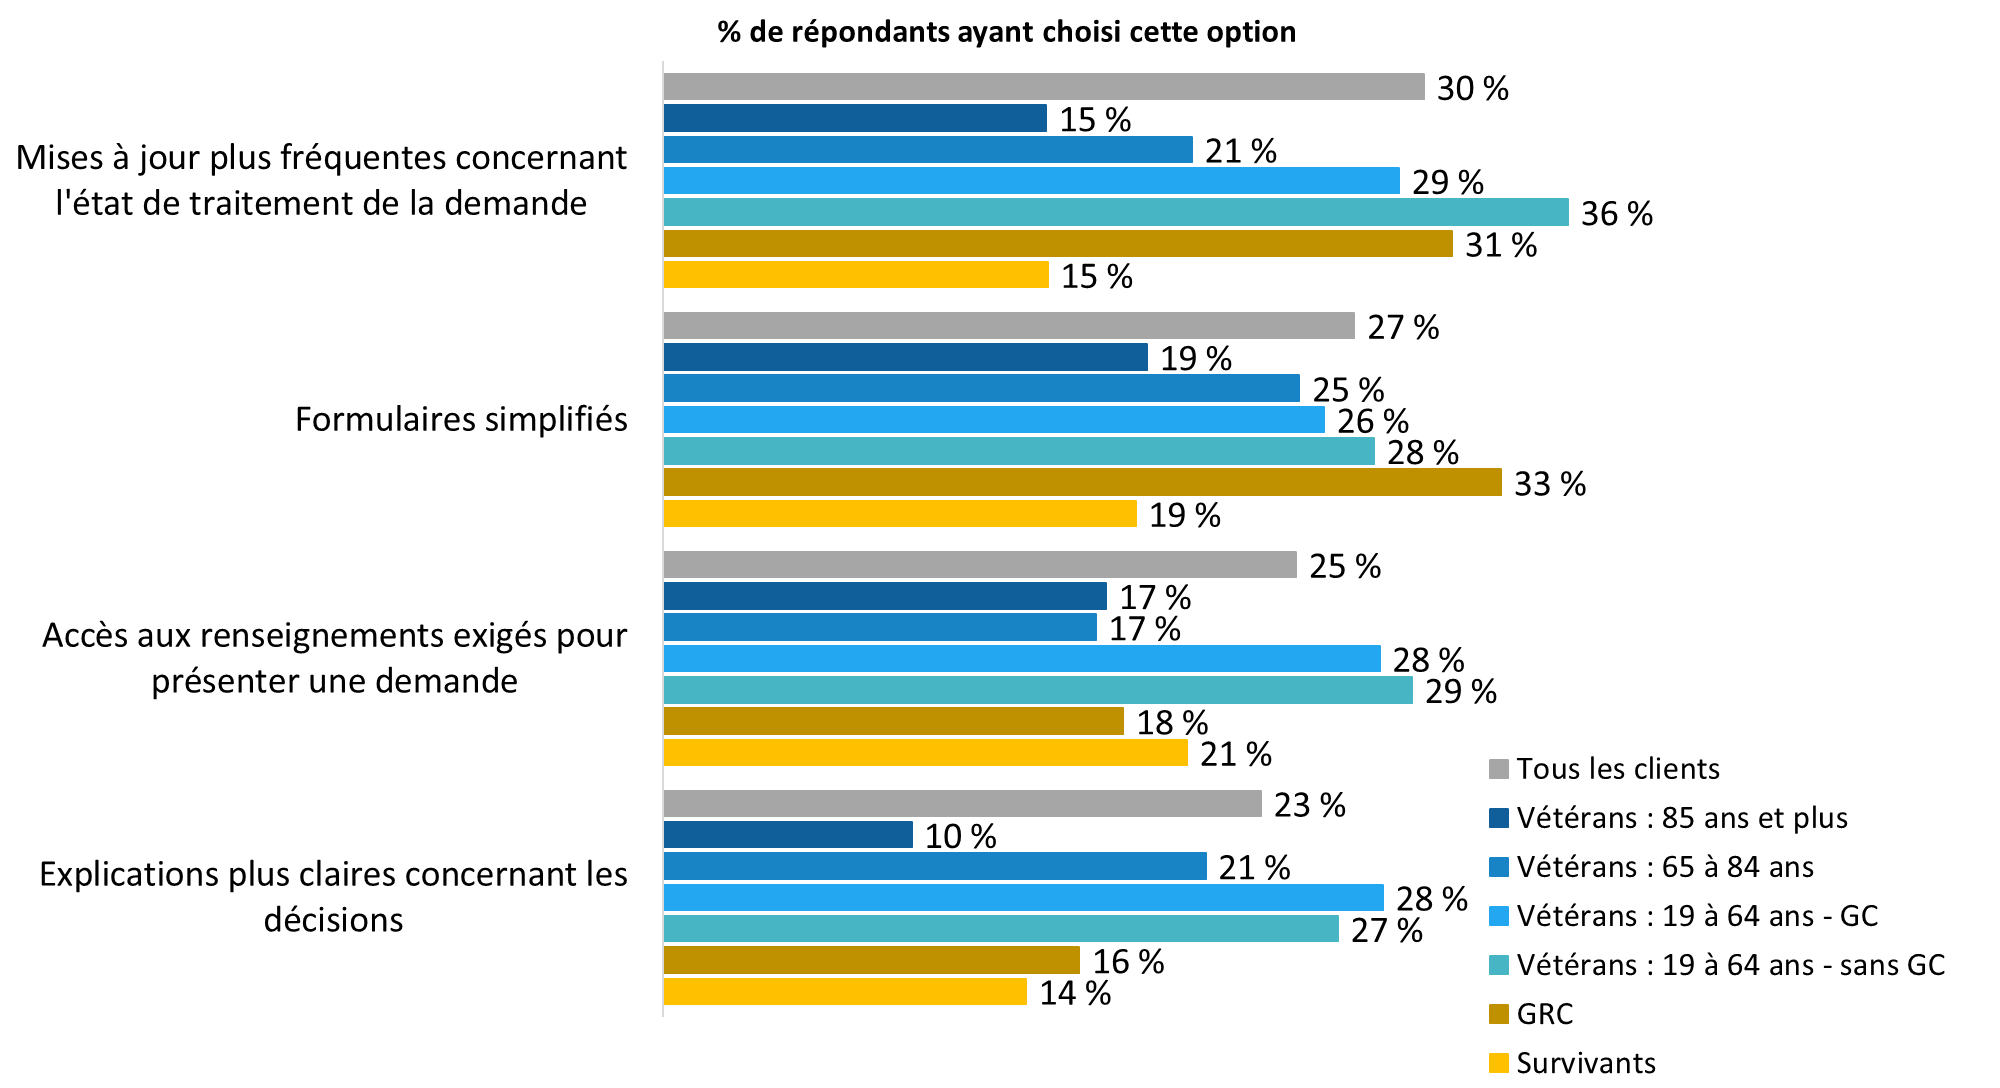 % de répondants ayant choisi cette option
Mises à jour plus fréquentes concernant
l'état de traitement de la demande
30 %
15 %
21 %
29 %
36 %
31 %
15 %
Formulaires simplifiés
27 %
19 %
25 %
26 %
28 %
33 %
19 %
Accès aux renseignements exigés pour
présenter une demande
25 %
17 %
17 %
28 %
29 %
18 %
21 %
Explications plus claires concernant les
décisions
23 %
10 %
21 %
28 %
27 %
16 %
14 %
Tous les clients
Vétérans : 85 ans et plus
Vétérans : 65 à 84 ans
Vétérans : 19 à 64 ans - GC
Vétérans : 19 à 64 ans - sans GC
GRC
Survivants